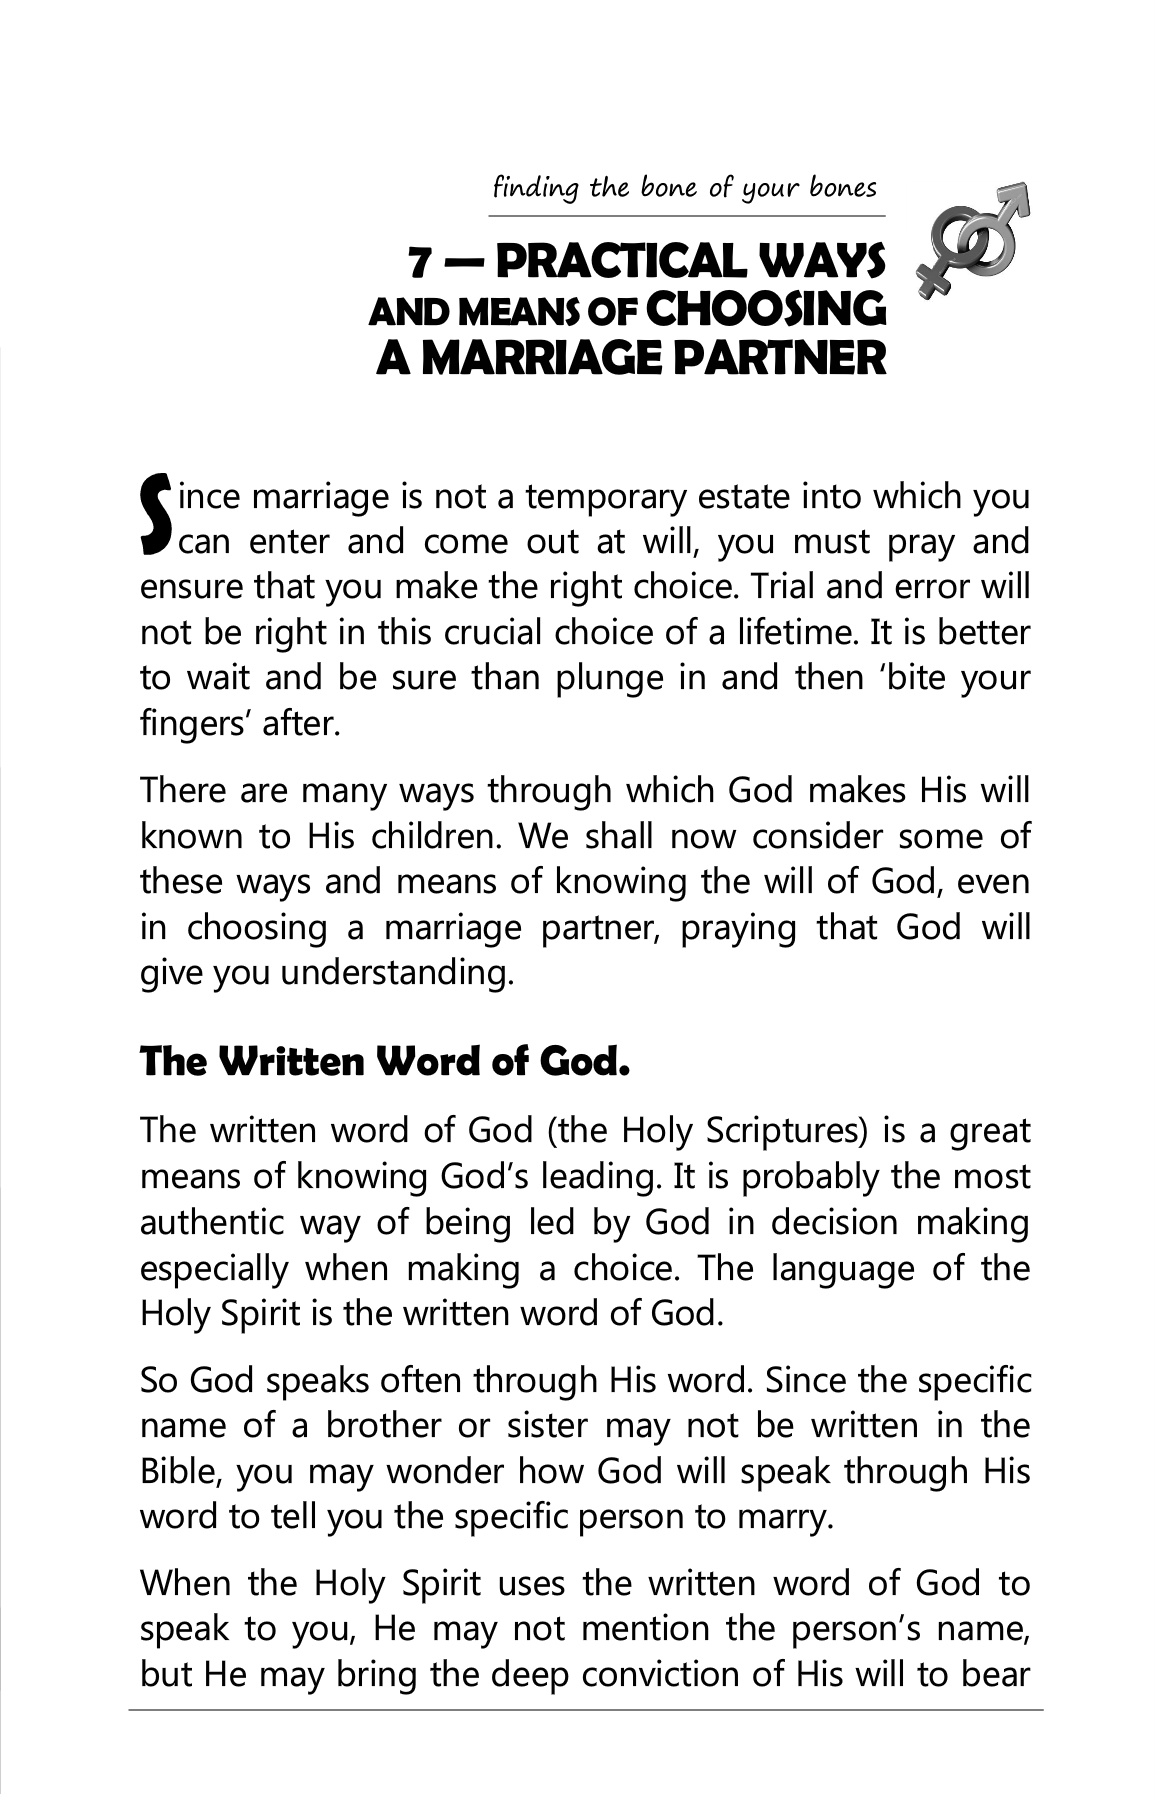 finding the bone of your bones
7 — PRACTICAL WAYS
AND MEANS OF CHOOSING
A MARRIAGE PARTNER
Since marriage is not a temporary estate into which you
can enter and come out at will, you must pray and
ensure that you make the right choice. Trial and error will
not be right in this crucial choice of a lifetime. It is better
to wait and be sure than plunge in and then ‘bite your
fingers’ after.
There are many ways through which God makes His will
known to His children. We shall now consider some of
these ways and means of knowing the will of God, even
in choosing a marriage partner, praying that God will
give you understanding.
The Written Word of God.
The written word of God (the Holy Scriptures) is a great
means of knowing God’s leading. It is probably the most
authentic way of being led by God in decision making
especially when making a choice. The language of the
Holy Spirit is the written word of God.
So God speaks often through His word. Since the specific
name of a brother or sister may not be written in the
Bible, you may wonder how God will speak through His
word to tell you the specific person to marry.
When the Holy Spirit uses the written word of God to
speak to you, He may not mention the person’s name,
but He may bring the deep conviction of His will to bear